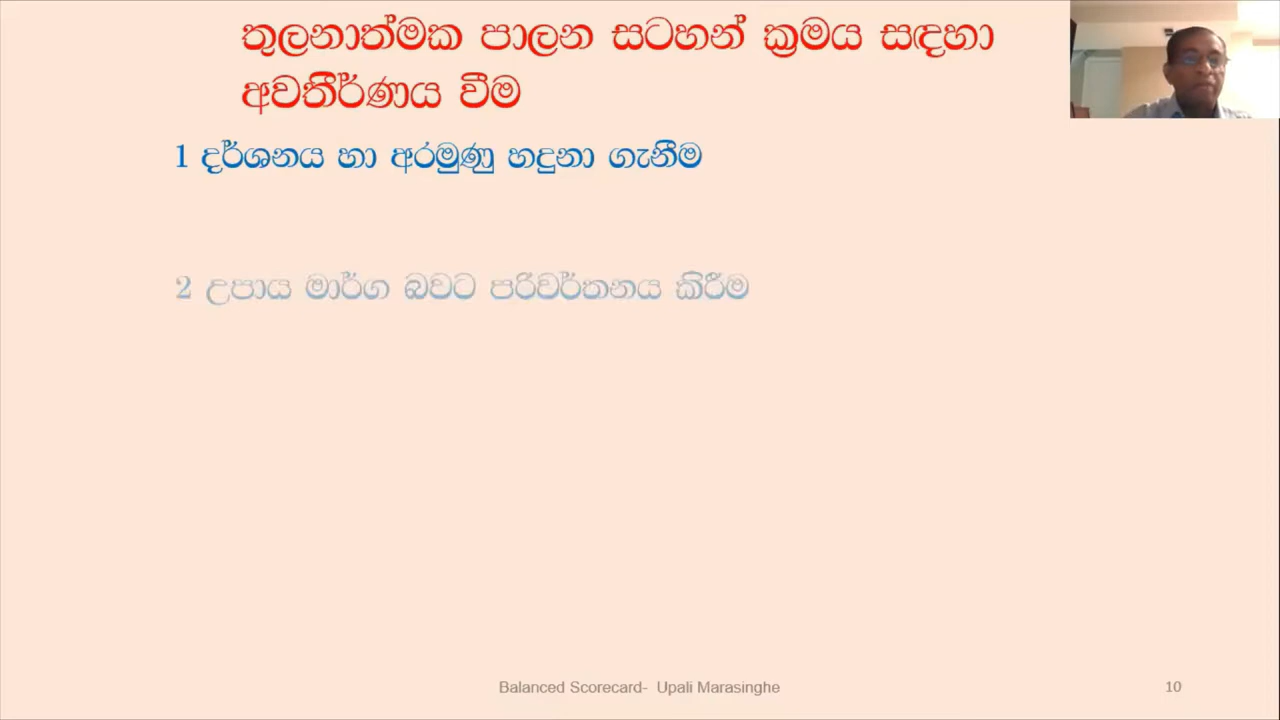 තුලනාත්මක පාලන සටහන් ක්‍රමය සඳහා
අවතීර්ණය වීම
1 දර්ශනය හා අරමුණු හදුනා ගැනීම
2 උපාය මාර්ග බවට පරිවර්තනය කිරීම
Balanced Scorecard- Upali Marasinghe
10